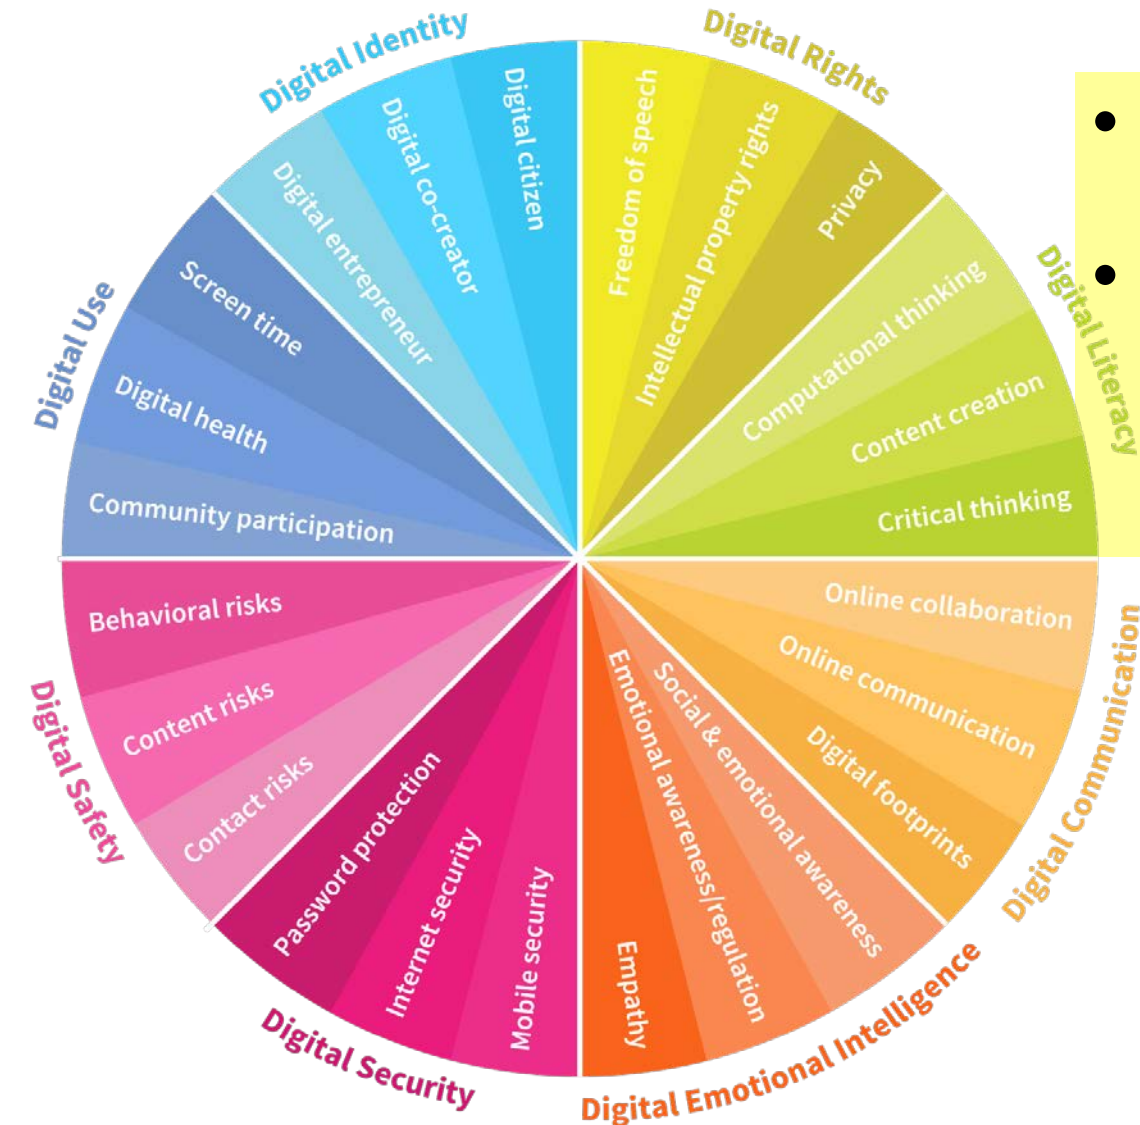 Digital Rights
Freedom of speech
Intellectual property rights
Privacy
Digital Literacy
Computational thinking
Content creation
Critical thinking
Digital Communication
Online collaboration
Online communication
Digital footprints
Digital Emotional Intelligence
Social & emotional awareness
Emotional awareness/regulation
Empathy
Digital Security
Mobile security
Internet security
Password protection
Digital Safety
Contact risks
Content risks
Behavioral risks
Digital Use
Community participation
Digital health
Screen time
Digital Identity
Digital entrepreneur
Digital co-creator
Digital citizen